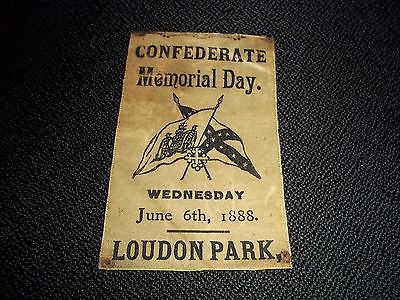 CONFEDERATE
Memorial Day.
WEDNESDAY
June 6th, 1888.
LOUDON PARK,